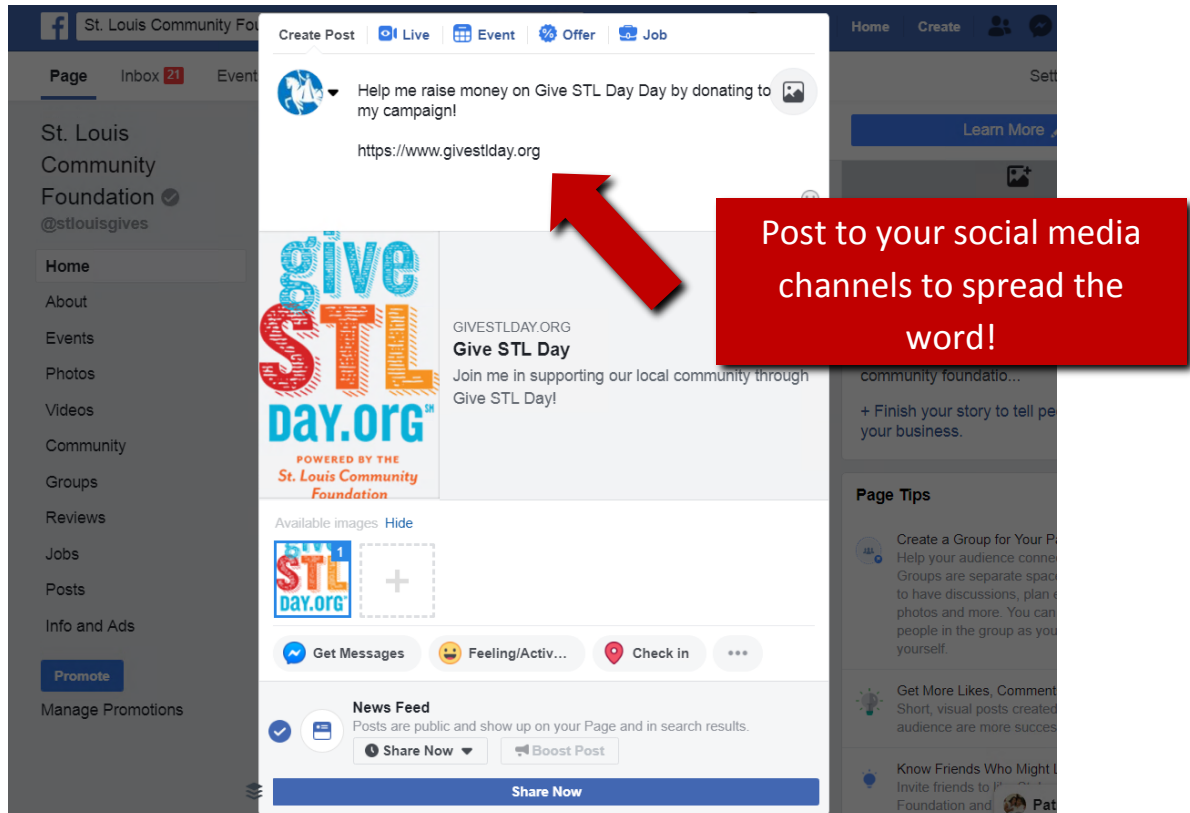 St. Louis Community Fou
Home Create
Page Inbox 21 Event
Sett
St. Louis
Community
Foundation
@stlouisgives
Home
About
Events
Photos
Videos
Community
Groups
Reviews
Jobs
Posts
Info and Ads
Promote
Manage Promotions
Create Post Live Event Offer Job
Help me raise money on Give STL Day Day by donating to
my campaign!
https://www.givestlday.org
give
STL
DAY.ORG SM
POWERED BY THE
St. Louis Community
Foundation
GIVESTLDAY.ORG
Give STL Day
Join me in supporting our local community through
Give STL Day!
Available images Hide
1
give
STL
DAY.ORG
Get Messages Feeling/Activ... Check in
News Feed
Posts are public and show up on your Page and in search results.
Share Now Boost Post
Share Now
Learn More
Post to your social media
channels to spread the
word!
community foundatio...
+ Finish your story to tell pe
your business.
Page Tips
Create a Group for Your Pa
Help your audience conne
Groups are separate spac
to have discussions, plan e
photos and more. You can
people in the group as you
yourself.
Get More Likes, Comment
Short, visual posts created
audience are more succes
Know Friends Who Might L
Invite friends to
Foundation and
Pat